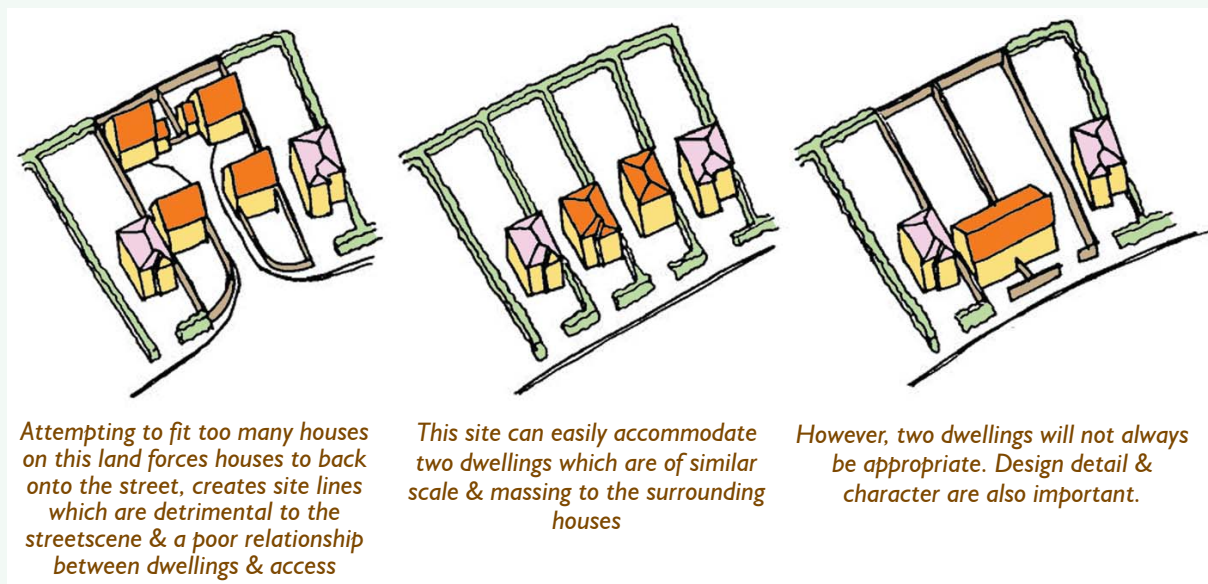 Attempting to fit too many houses
on this land forces houses to back
onto the street, creates site lines
which are detrimental to the
streetscene & a poor relationship
between dwellings & access
This site can easily accommodate
two dwellings which are of similar
scale & massing to the surrounding
houses
However, two dwellings will not always
be appropriate. Design detail &
character are also important.